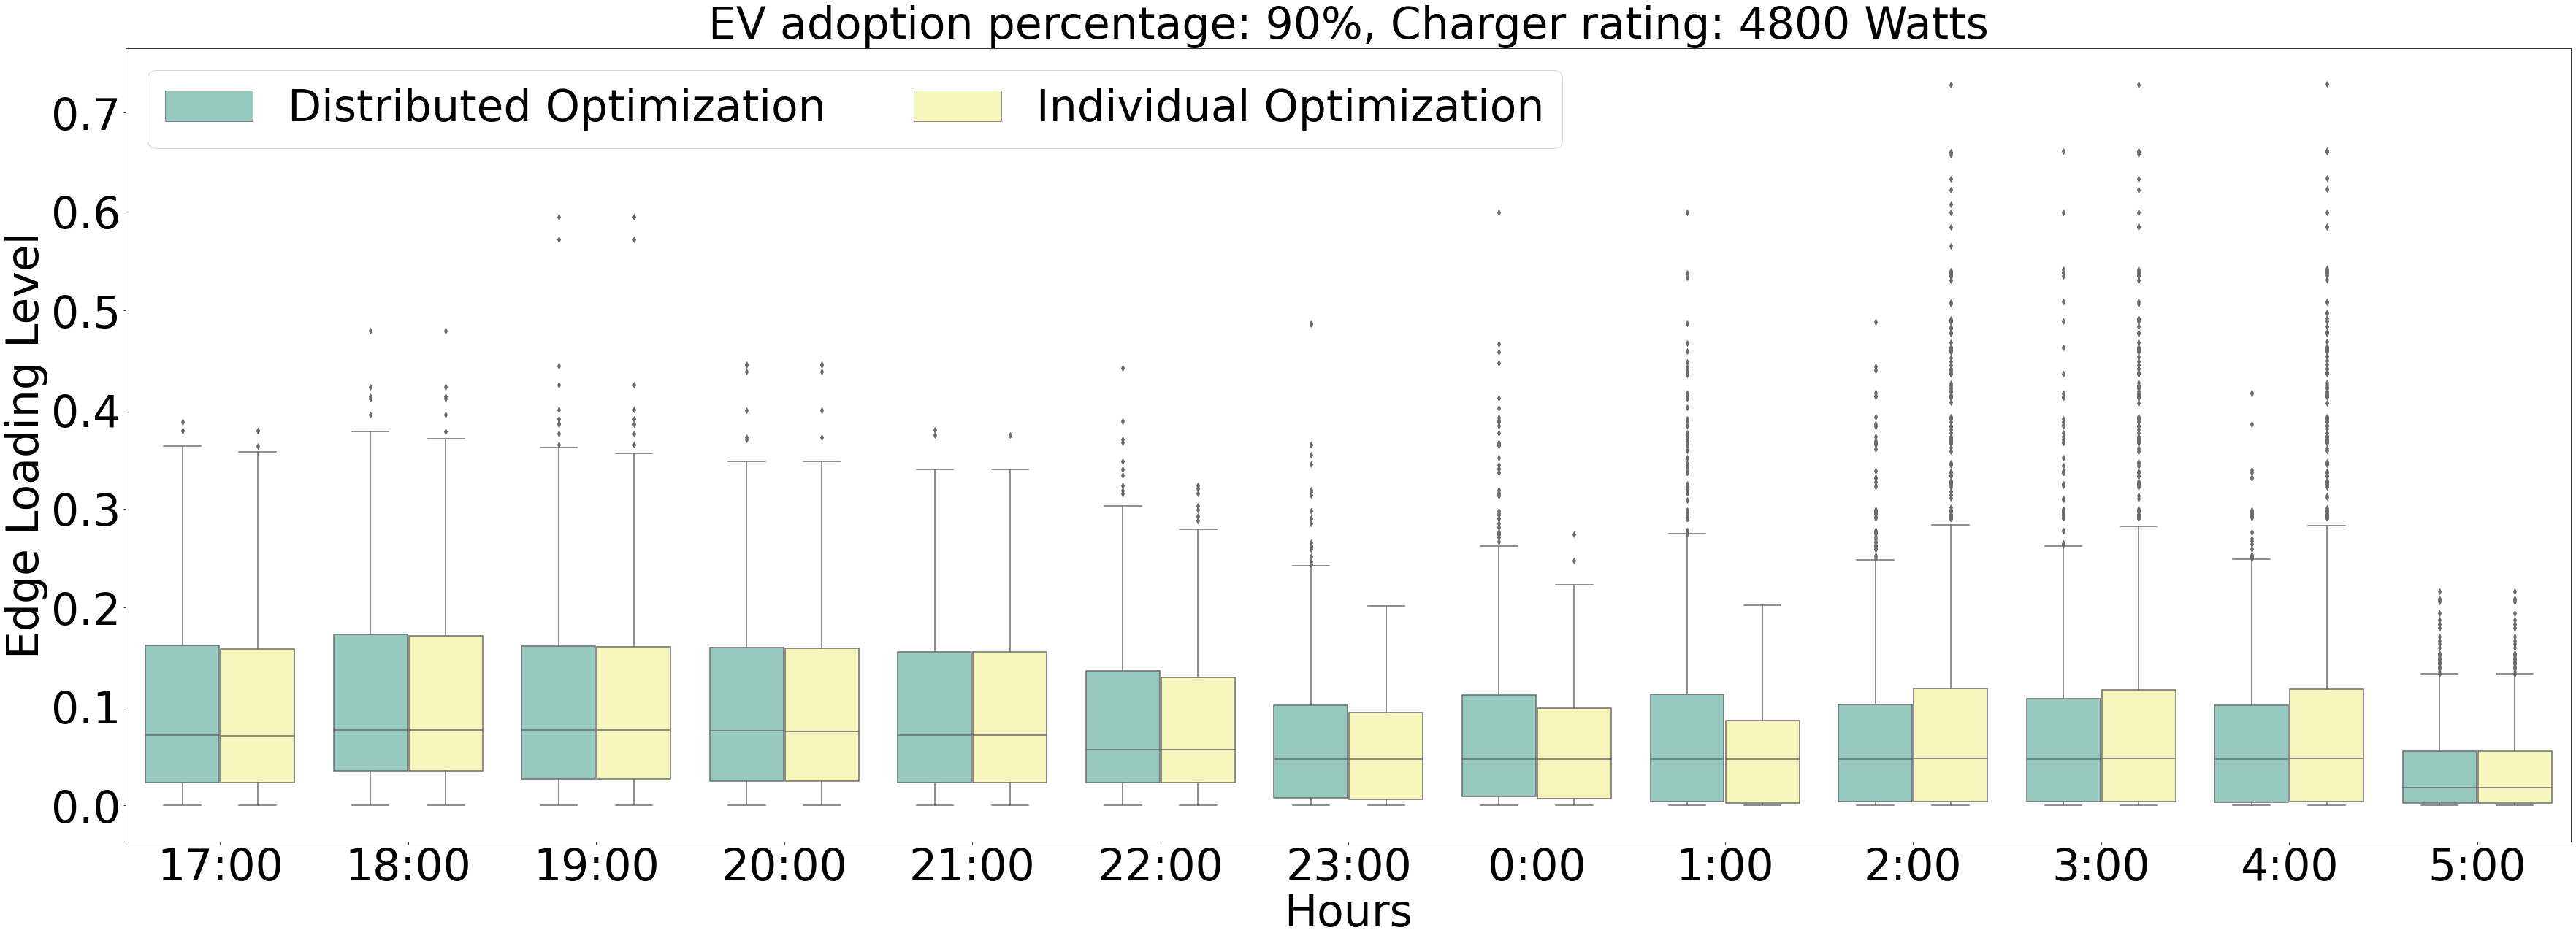 EV adoption percentage: 90%, Charger rating: 4800 Watts
Distributed Optimization
Individual Optimization
Edge Loading Level
0.7
0.6
0.5
0.4
0.3
0.2
0.1
0.0
17:00 18:00 19:00 20:00 21:00 22:00 23:00 0:00 1:00 2:00 3:00 4:00 5:00
Hours